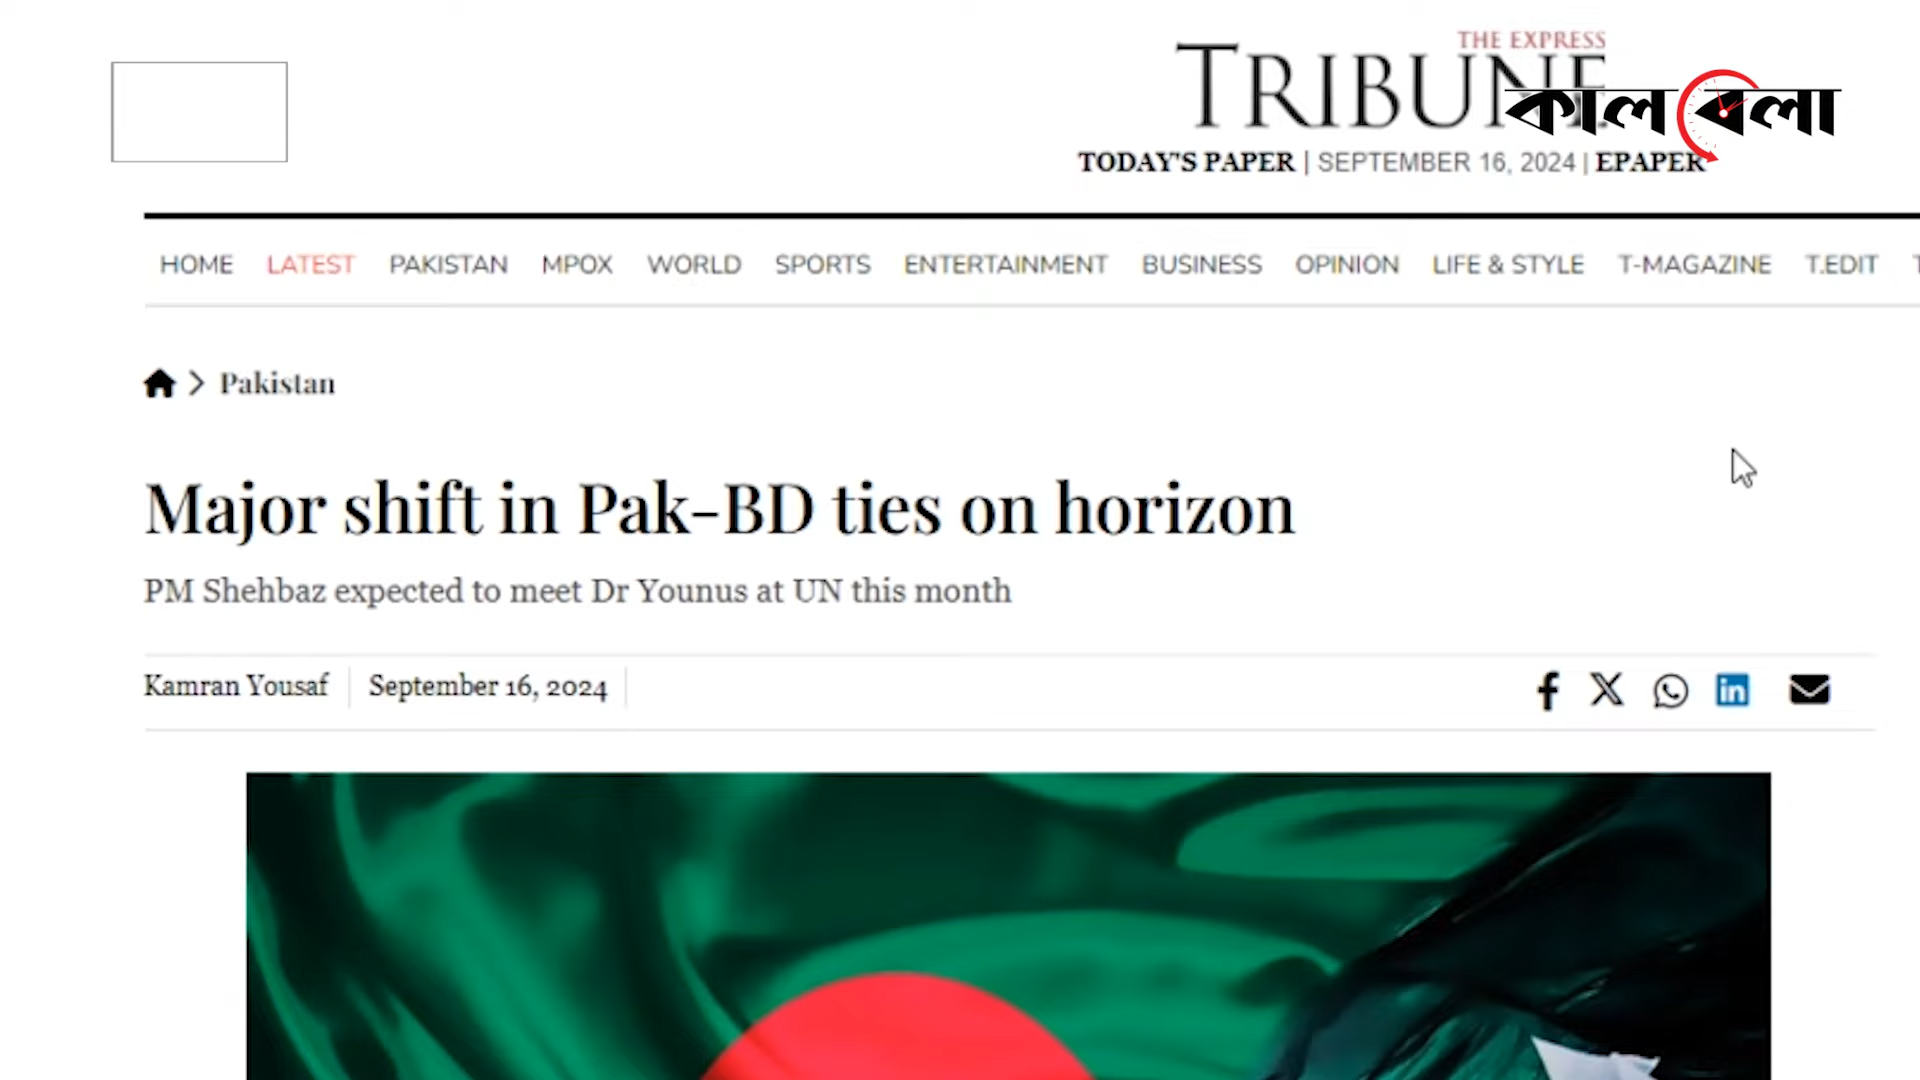 THE EXPRESS
TRIBUNE
কালবেলা
TODAY'S PAPER | SEPTEMBER 16, 2024 | EPAPER
HOME LATEST PAKISTAN MPOX WORLD SPORTS ENTERTAINMENT BUSINESS OPINION LIFE & STYLE T-MAGAZINE T.EDIT
Pakistan
Major shift in Pak-BD ties on horizon
PM Shehbaz expected to meet Dr Younus at UN this month
Kamran Yousaf September 16, 2024